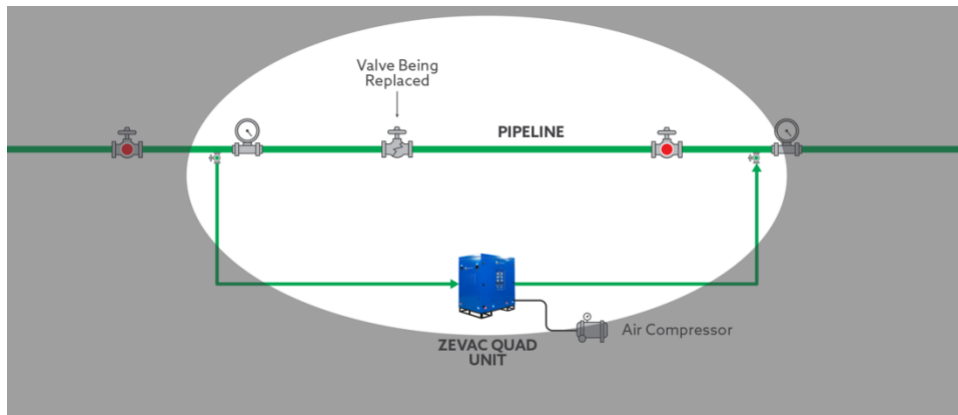 Valve Being
Replaced
PIPELINE
ZEVAC QUAD
UNIT
Air Compressor